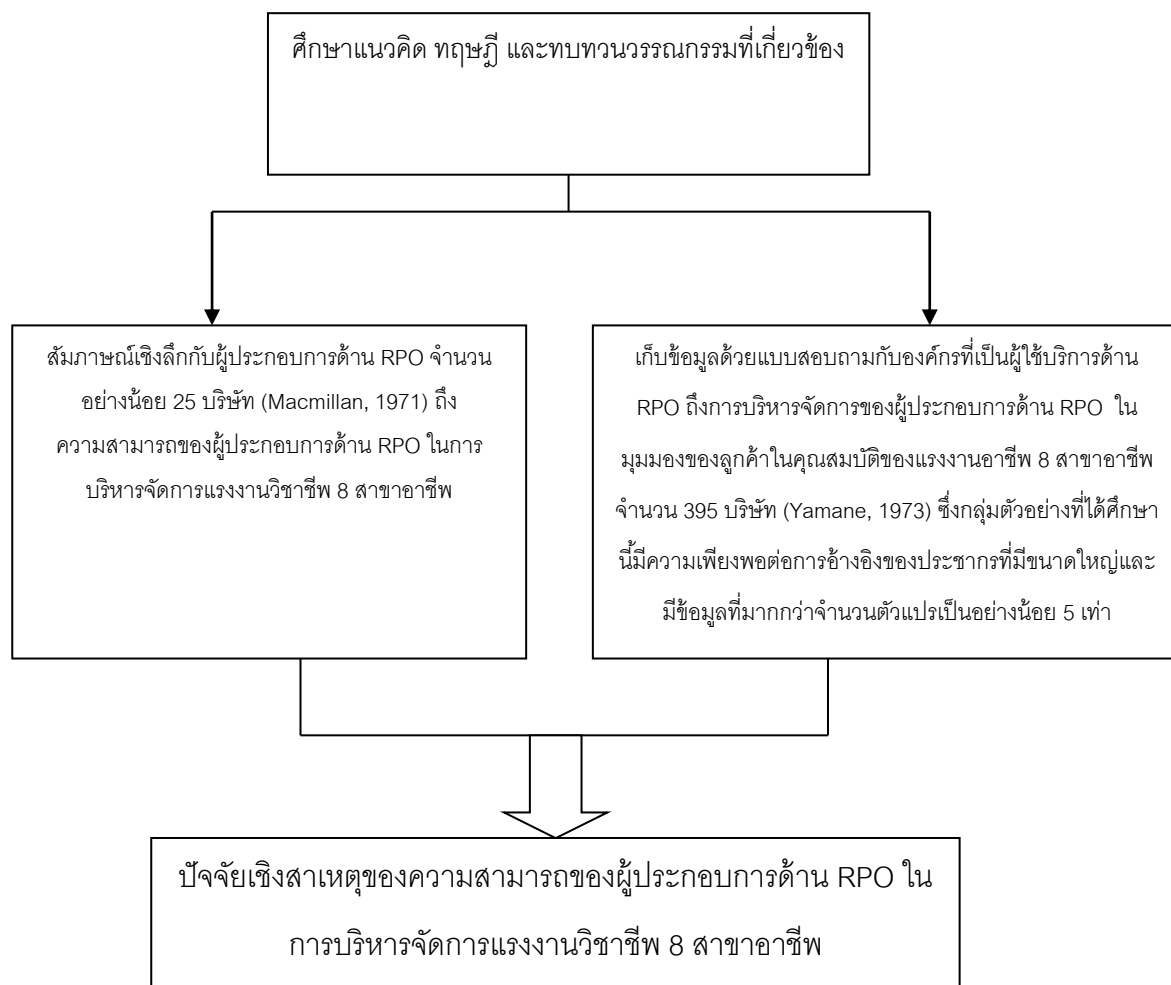 ศึกษาแนวคิด ทฤษฎี และทบทวนวรรณกรรมที่เกี่ยวข้อง
สัมภาษณ์เชิงลึกกับผู้ประกอบการด้าน RPO จำนวน
อย่างน้อย 25 บริษัท (Macmillan, 1971) ถึง
ความสามารถของผู้ประกอบการด้าน RPO ในการ
บริหารจัดการแรงงานวิชาชีพ 8 สาขาอาชีพ
เก็บข้อมูลด้วยแบบสอบถามกับองค์กรที่เป็นผู้ใช้บริการด้าน
RPO ถึงการบริหารจัดการของผู้ประกอบการด้าน RPO ใน
มุมมองของลูกค้าในคุณสมบัติของแรงงานอาชีพ 8 สาขาอาชีพ
จำนวน 395 บริษัท (Yamane, 1973) ซึ่งกลุ่มตัวอย่างที่ได้ศึกษา
นี้มีความเพียงพอต่อการอ้างอิงของประชากรที่มีขนาดใหญ่และ
มีข้อมูลที่มากกว่าจำนวนตัวแปรเป็นอย่างน้อย 5 เท่า
ปัจจัยเชิงสาเหตุของความสามารถของผู้ประกอบการด้าน RPO ใน
การบริหารจัดการแรงงานวิชาชีพ 8 สาขาอาชีพ